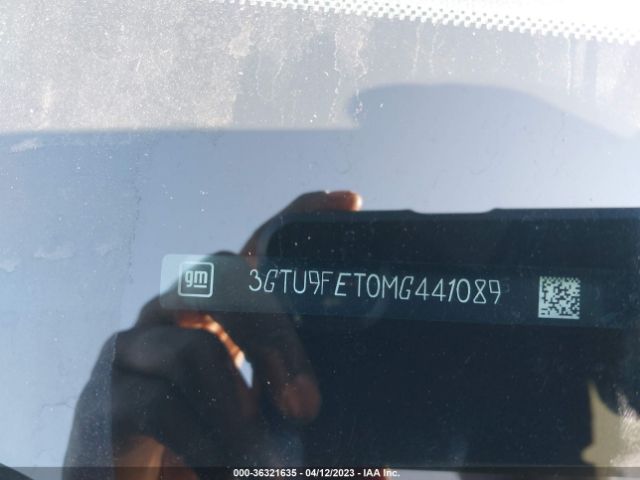 gm 3GTU9FET0MG441089
000-36321635 - 04/12/2023 - IAA Inc.